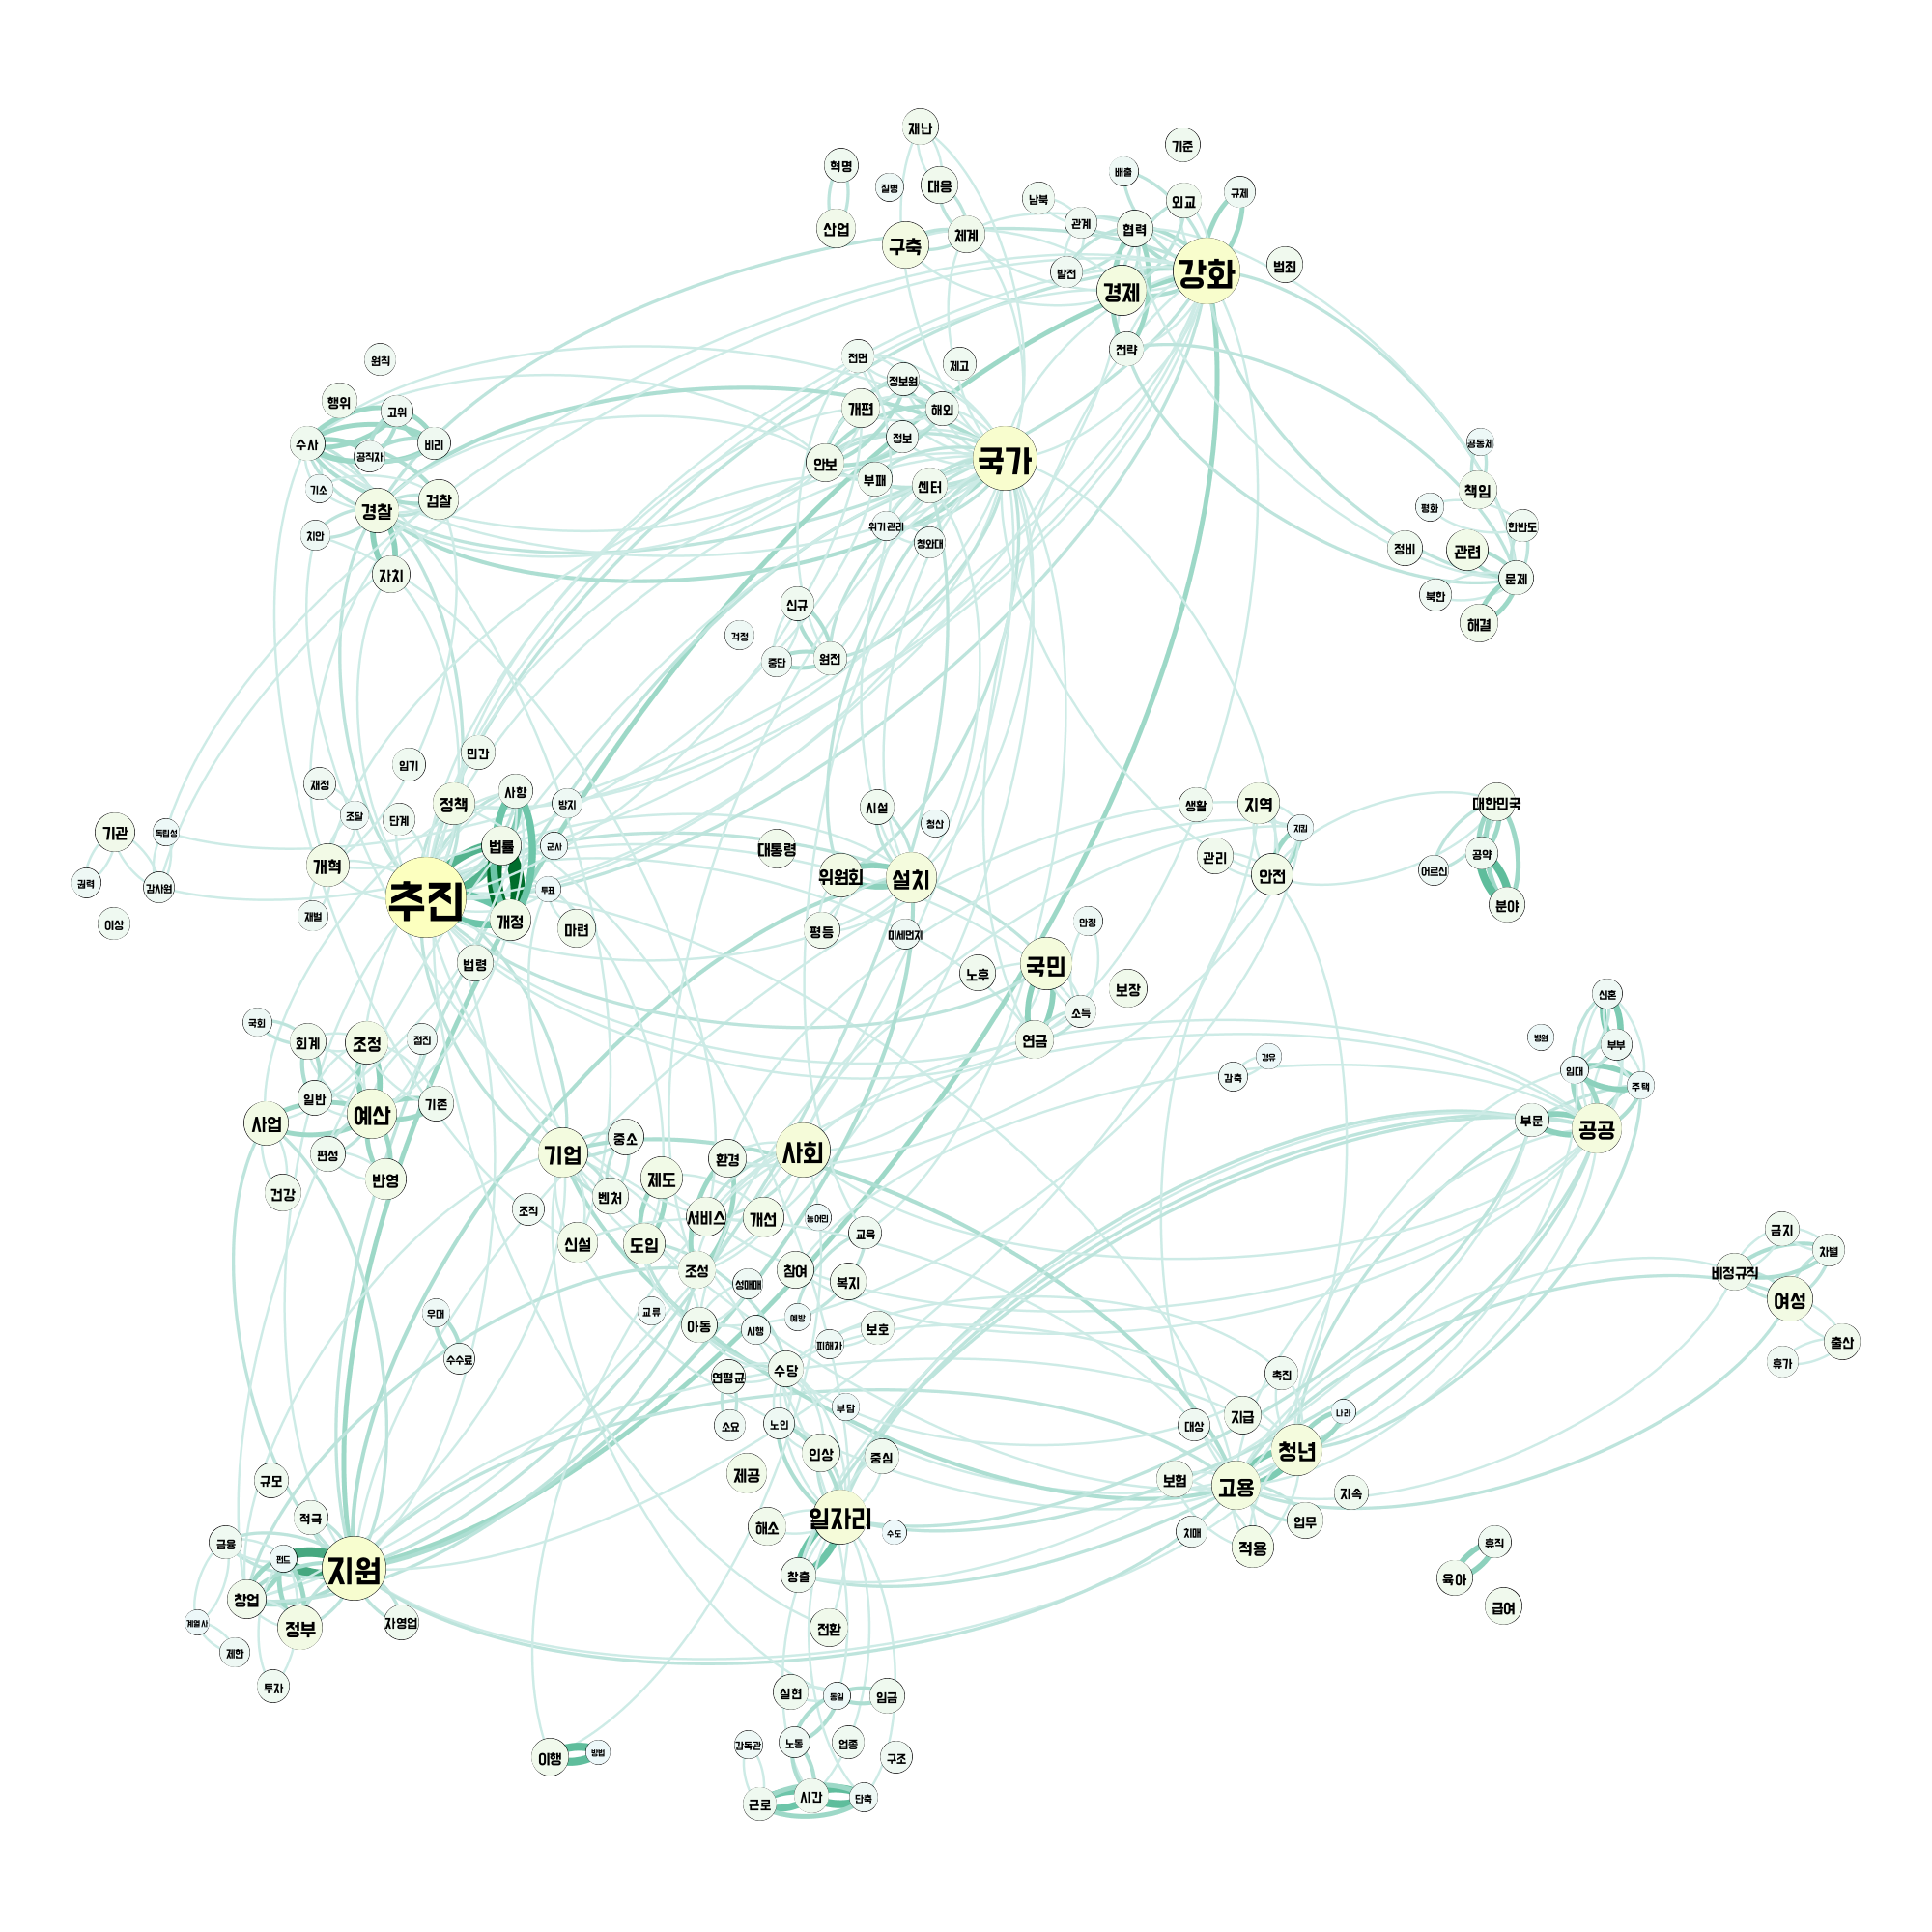 재난
기준
혁명
배출
질병
대응
규제
남북
외교
관계
협력
산업
체계
구축
범죄
발전
강화
경제
전략
전면
원칙
제고
정보원
행위
개편
해외
고위
정보
공동체
수사
비리
공직자
국가
안보
부패
센터
기소
책임
검찰
평화
경찰
위기관리
한반도
치안
청와대
정비
관련
자치
문제
북한
신규
해결
걱정
원전
중단
민간
임기
재정
사항
정책
방지
시설
생활
지역
대한민국
조달
단계
청산
지킴
기관
독립성
법률
군사
대통령
관리
공약
개혁
어르신
위원회
설치
안전
권력
감사원
투표
추진
분야
재벌
개정
안정
이상
마련
평등
미세먼지
법령
국민
노후
보장
신혼
소득
국회
회계
조정
점진
연금
병원
부부
경유
임대
감축
주택
일반
기존
예산
사업
부문
공공
중소
편성
기업
사회
환경
반영
제도
건강
벤처
조직
서비스
개선
농어민
금지
교육
신설
도입
차별
조성
참여
비정규직
성매매
복지
여성
우대
교류
예방
아동
시행
보호
출산
피해자
수수료
휴가
수당
촉진
연평균
부담
나라
지급
노인
소요
대상
인상
청년
중심
제공
규모
보험
고용
지속
적극
일자리
업무
해소
수도
치매
금융
휴직
적용
펀드
지원
창출
육아
창업
급여
계열사
자영업
정부
전환
제한
투자
실현
동일
임금
노동
업종
감독관
이행
방법
구조
시간
단축
근로